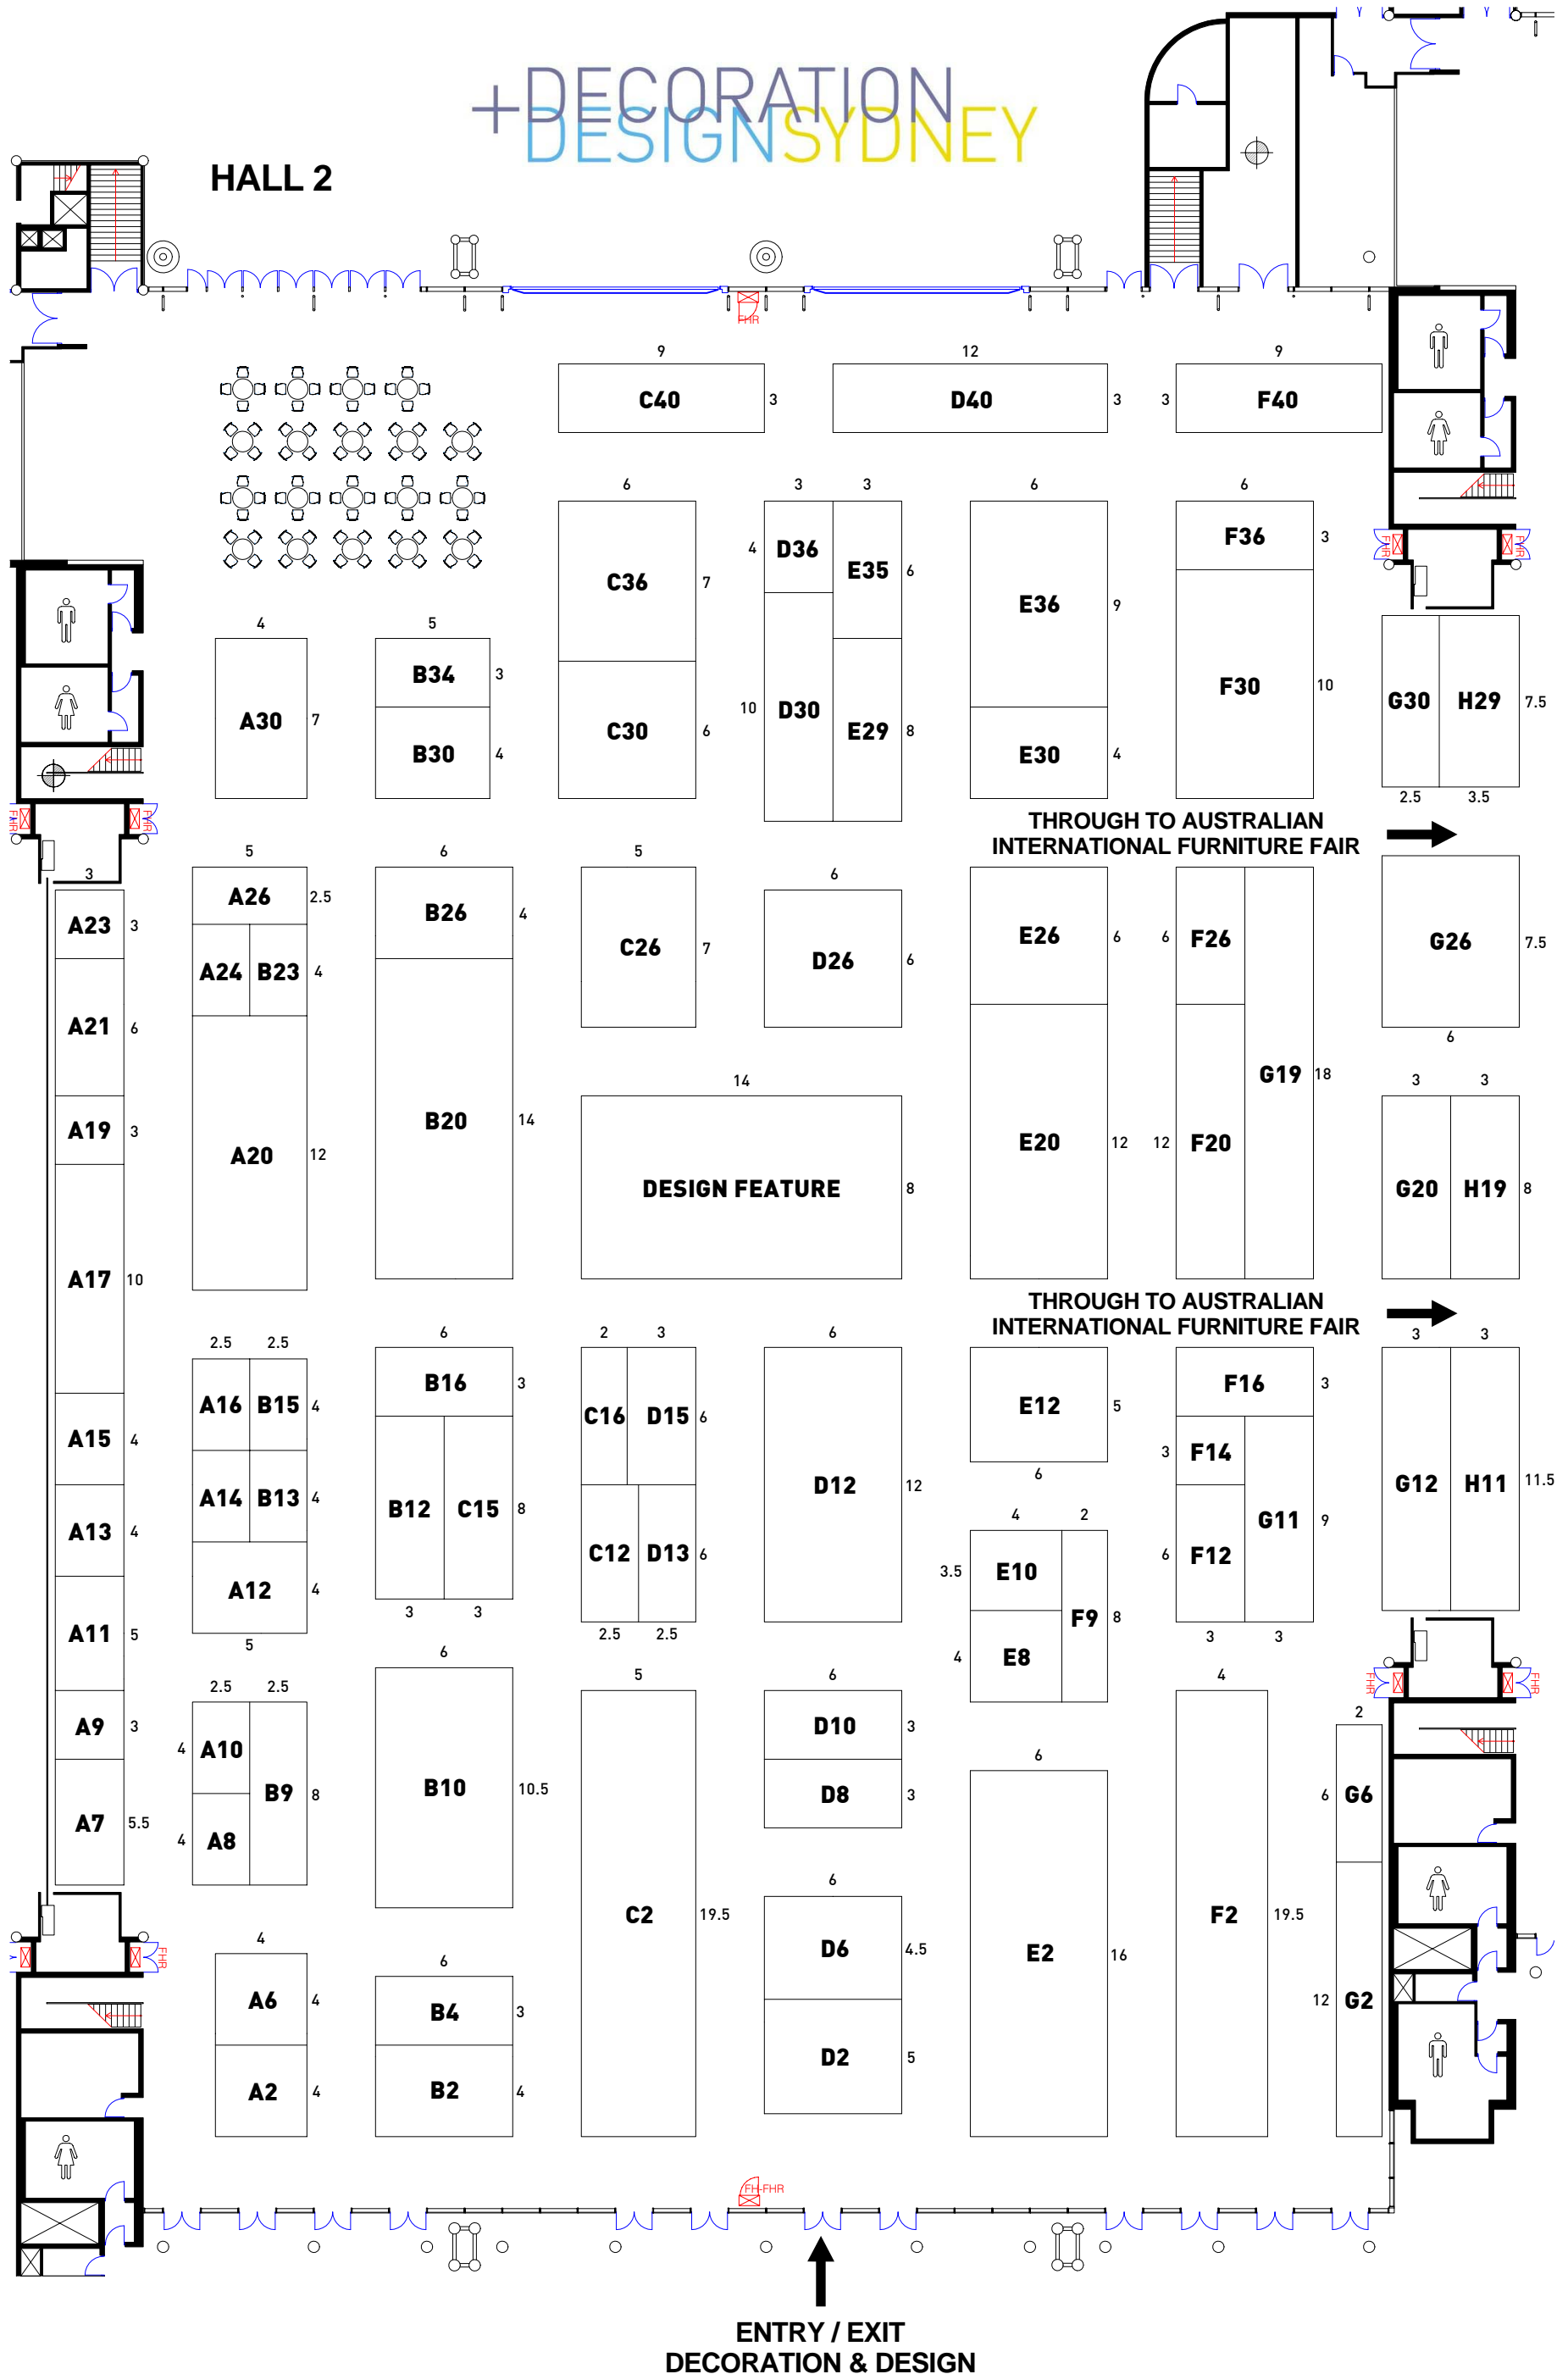 +DECORATION
DESIGNSYDNEY
HALL 2
FHR
9
12
9
C40
3
D40
3
3
F40
6
3
3
6
6
C36
7
4
D36
E35
6
E36
9
F36
3
FHR
FHR
4
5
A30
7
B34
3
B30
4
C30
6
10
D30
E29
8
E30
4
F30
10
G30
H29
7.5
2.5
3.5
FHR
FHR
THROUGH TO AUSTRALIAN
INTERNATIONAL FURNITURE FAIR
3
5
6
5
6
A23
3
A26
2.5
B26
4
C26
7
D26
6
E26
6
6
F26
G26
7.5
6
A24
B23
4
A21
6
14
3
3
A19
3
A20
12
B20
14
DESIGN FEATURE
8
E20
12
12
F20
G19
18
G20
H19
8
A17
10
THROUGH TO AUSTRALIAN
INTERNATIONAL FURNITURE FAIR
2.5
2.5
6
2
3
6
3
3
A16
B15
4
B16
3
C16
D15
6
D12
12
E12
5
6
F16
3
A15
4
A14
B13
4
B12
C15
8
3
3
C12
D13
6
2.5
2.5
3
F14
G12
H11
11.5
A13
4
A12
4
5
4
2
3.5
E10
F9
8
4
E8
6
F12
G11
9
3
3
A11
5
2.5
2.5
6
5
6
4
FHR
FHR
2
A9
3
4
A10
B9
8
B10
10.5
D10
3
D8
3
6
6
G6
A7
5.5
4
A8
C2
19.5
6
D6
4.5
E2
16
F2
19.5
FHR
4
6
A6
4
B4
3
D2
5
12
G2
A2
4
B2
4
FH-FHR
ENTRY / EXIT
DECORATION & DESIGN